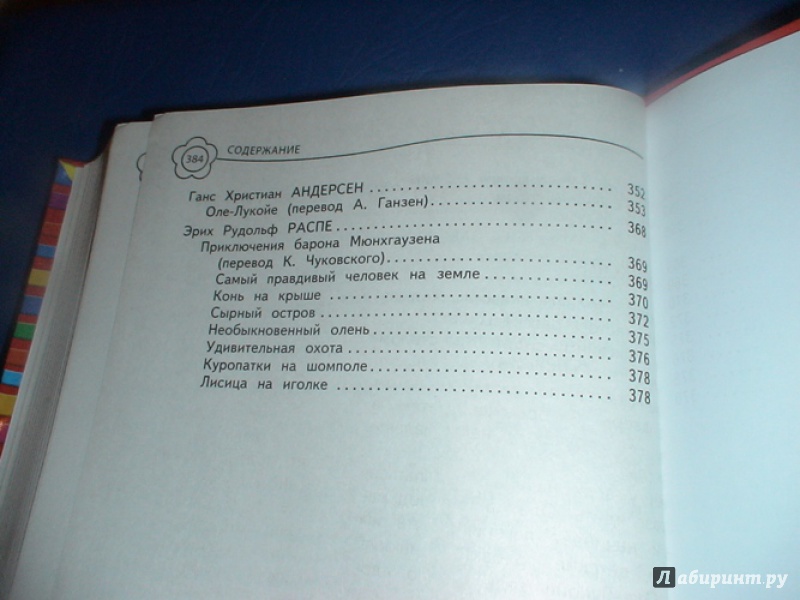 384 СОДЕРЖАНИЕ
Ганс Христиан АНДЕРСЕН .............................. 352
Оле-Лукойе (перевод А. Ганзен).......................... 353
Эрих Рудольф РАСПЕ.................................. 368
Приключения барона Мюнхгаузена
(перевод К. Чуковского)............................. 369
Самый правдивый человек на земле ................ 369
Конь на крыше .................................. 370
Сырный остров.................................. 372
Необыкновенный олень............................ 375
Удивительная охота ............................... 376
Куропатки на шомполе............................. 378
Лисица на иголке ................................. 378
Лабиринт.ру